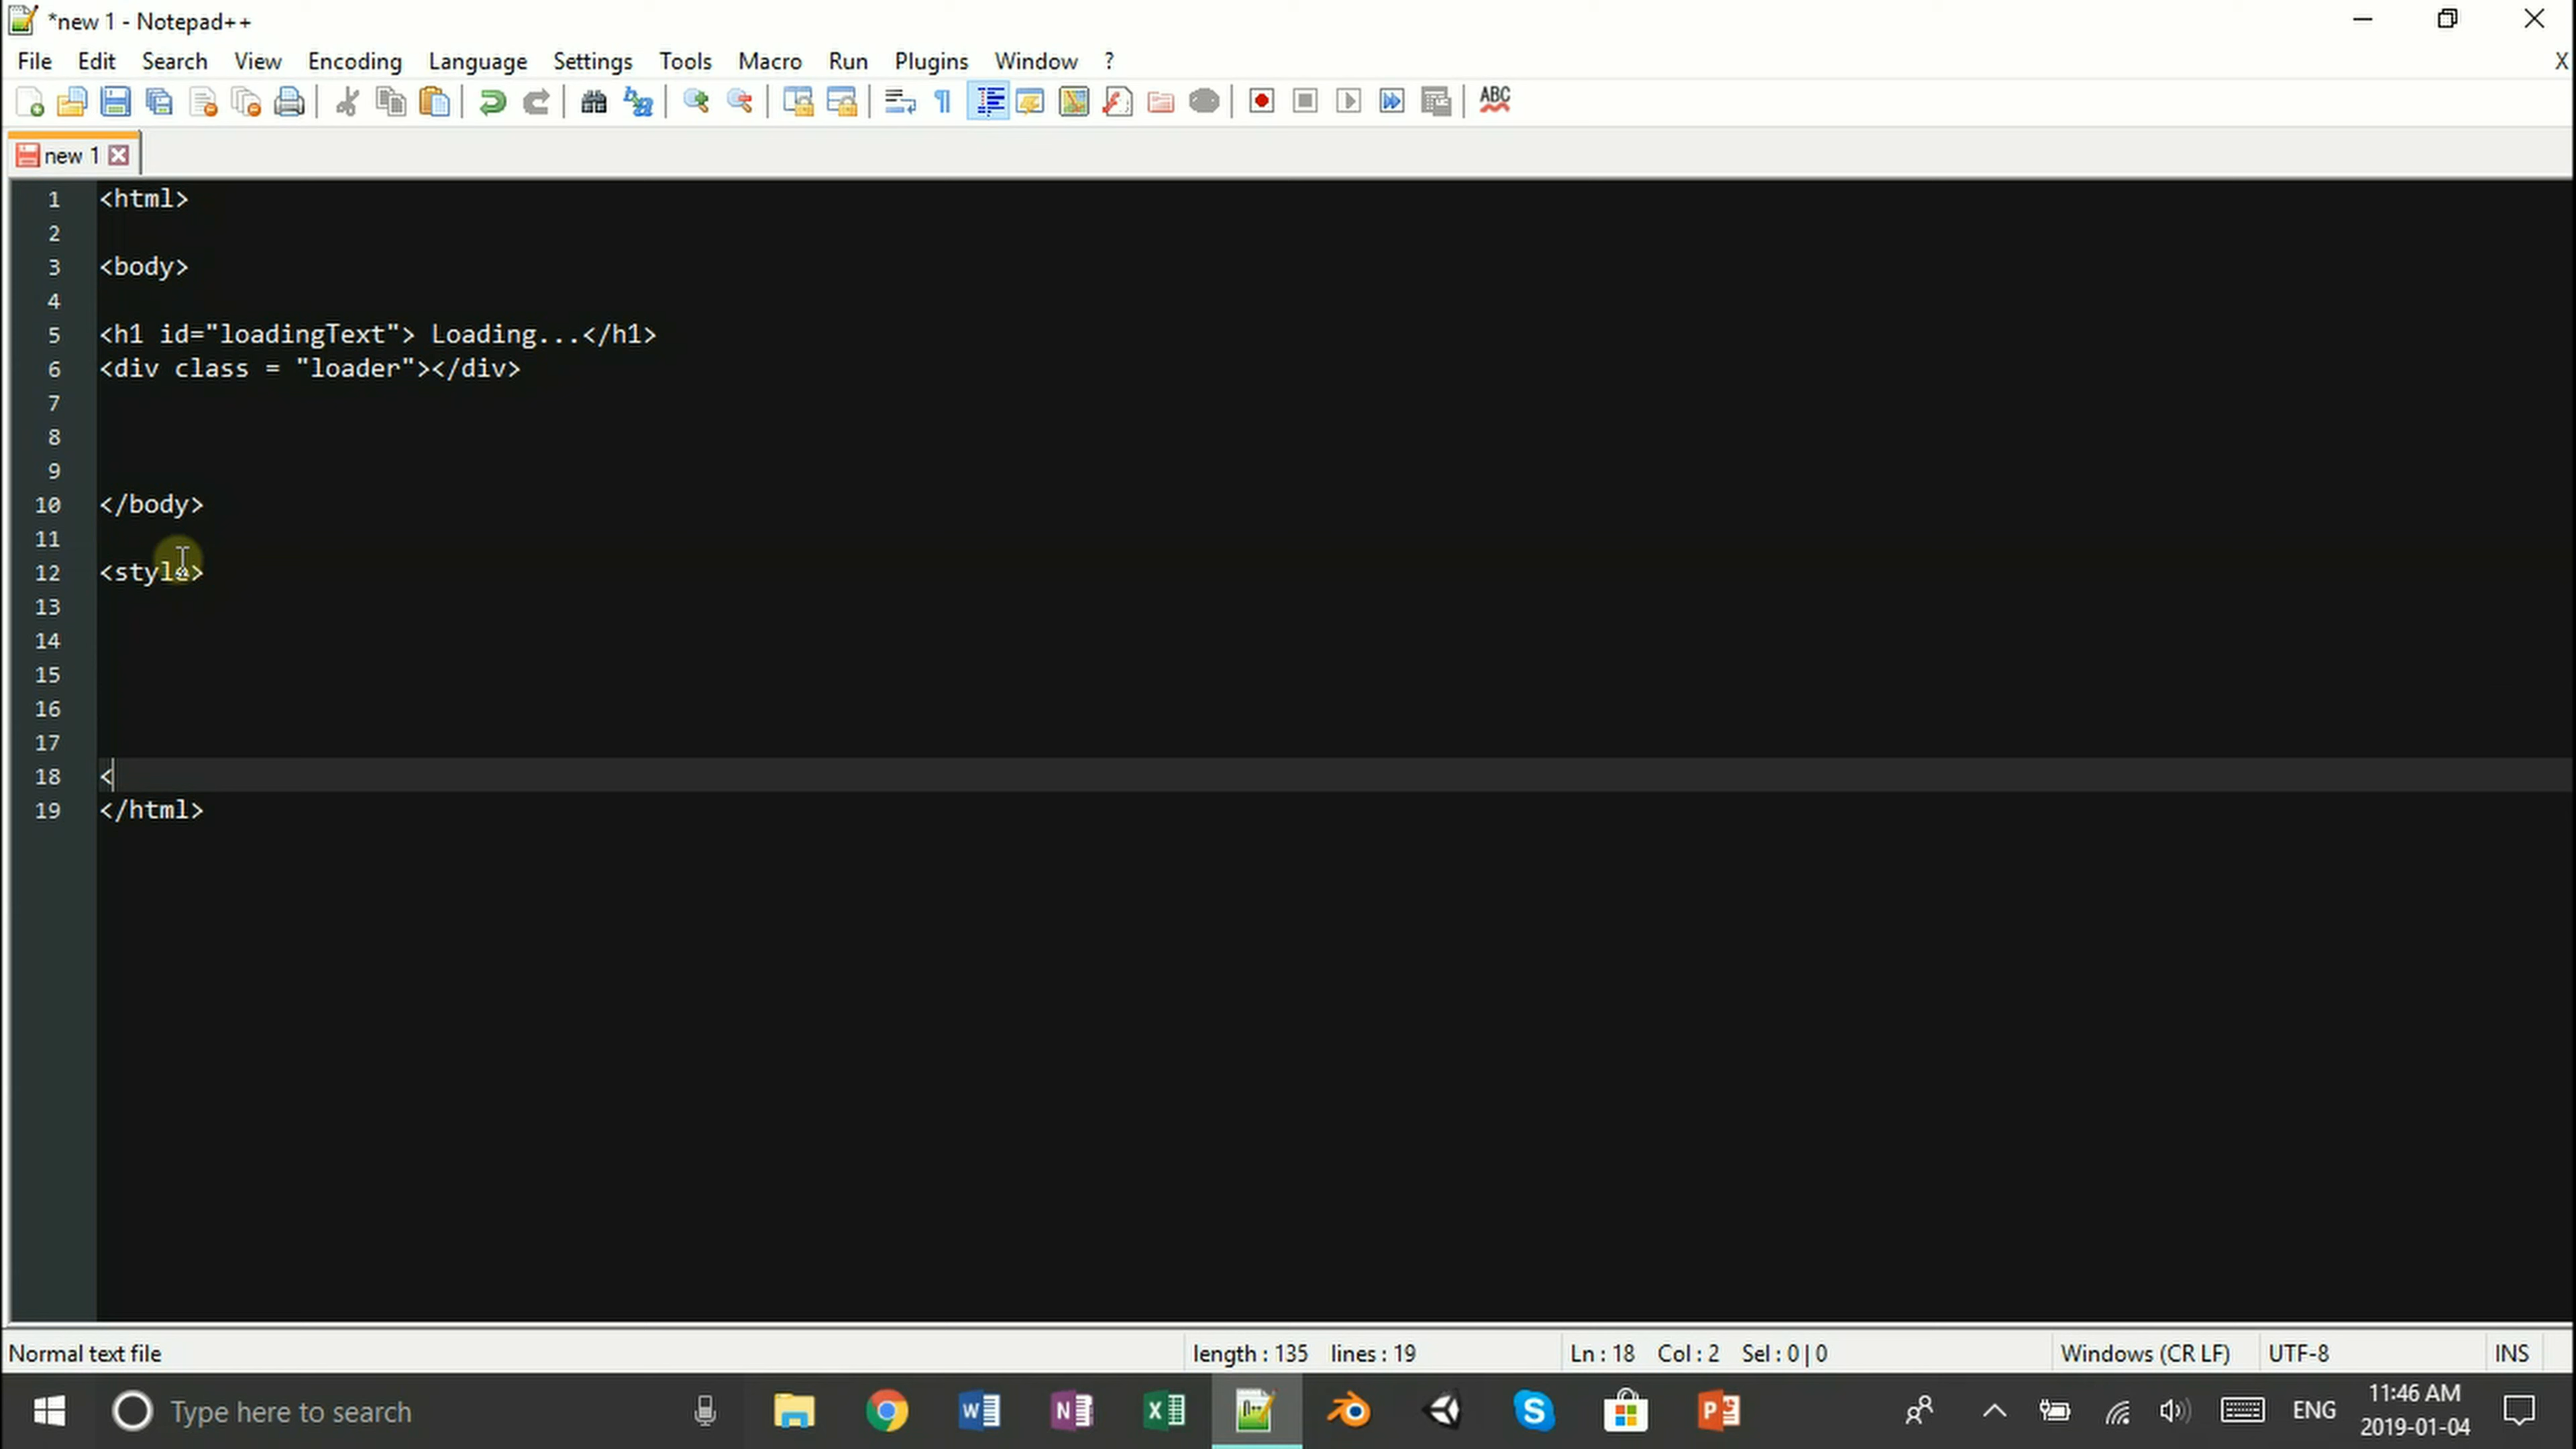 *new 1 - Notepad++
File Edit Search View Encoding Language Settings Tools Macro Run Plugins Window ? X
ABC
new 1
1 <html>
2
3 <body>
4
5 <h1 id="loadingText"> Loading...</h1>
6 <div class = "loader"></div>
7
8
9
10 </body>
11
12 <style>
13
14
15
16
17
18 <
19 </html>
Normal text file length : 135 lines : 19 Ln : 18 Col : 2 Sel : 0 | 0 Windows (CR LF) UTF-8 INS
Type here to search ENG 11:46 AM
2019-01-04